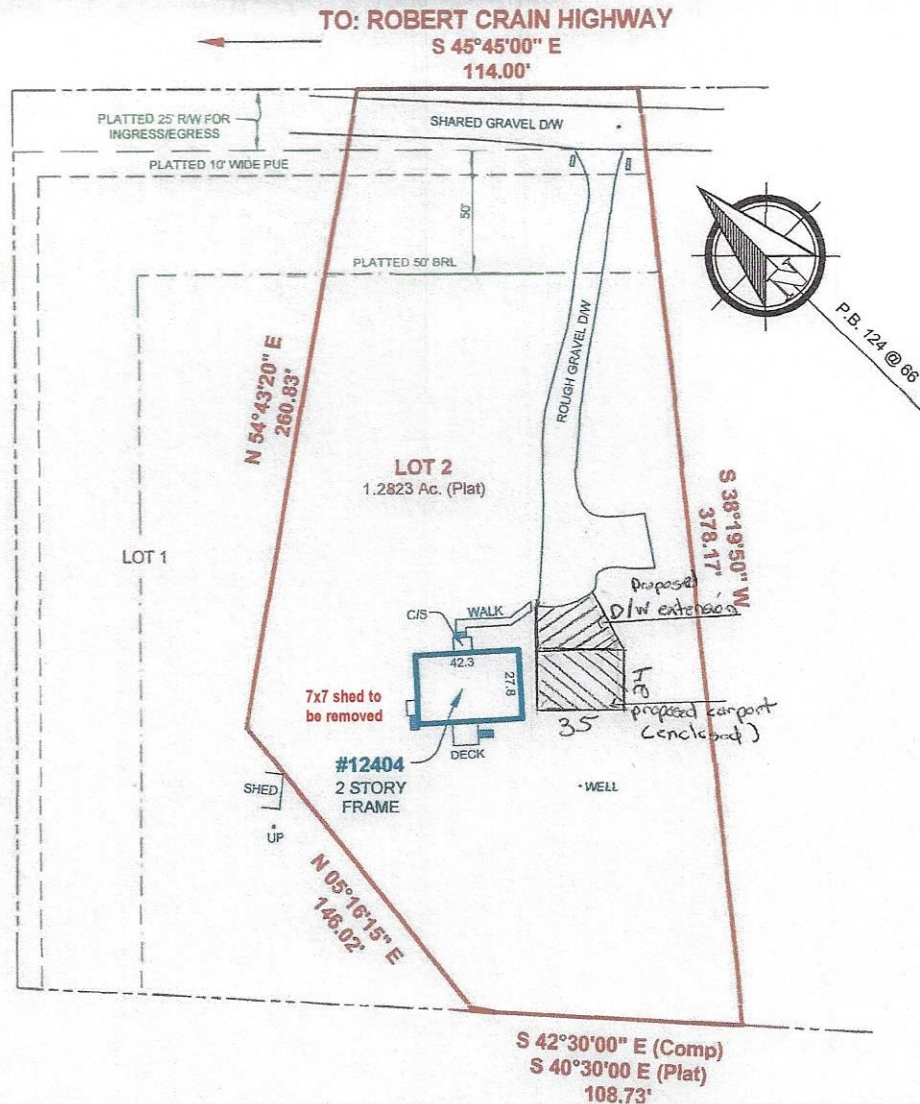 TO: ROBERT CRAIN HIGHWAY
S 45°45'00" E
114.00'
PLATTED 25' R/W FOR
INGRESS/EGRESS
SHARED GRAVEL D/W
PLATTED 10' WIDE PUE
50'
PLATTED 50' BRL
P.B. 124 @ 66
ROUGH GRAVEL D/W
N 54°43'20" E
260.83'
LOT 2
1.2823 Ac. (Plat)
S 38°19'50" W
378.17'
LOT 1
proposed
D/W extension
C/S
WALK
42.3
27.8
7x7 shed to
be removed
35
proposed carport
(enclosed)
DECK
#12404
2 STORY
FRAME
SHED
WELL
UP
N 05°16'15" E
146.02'
S 42°30'00" E (Comp)
S 40°30'00 E (Plat)
108.73'